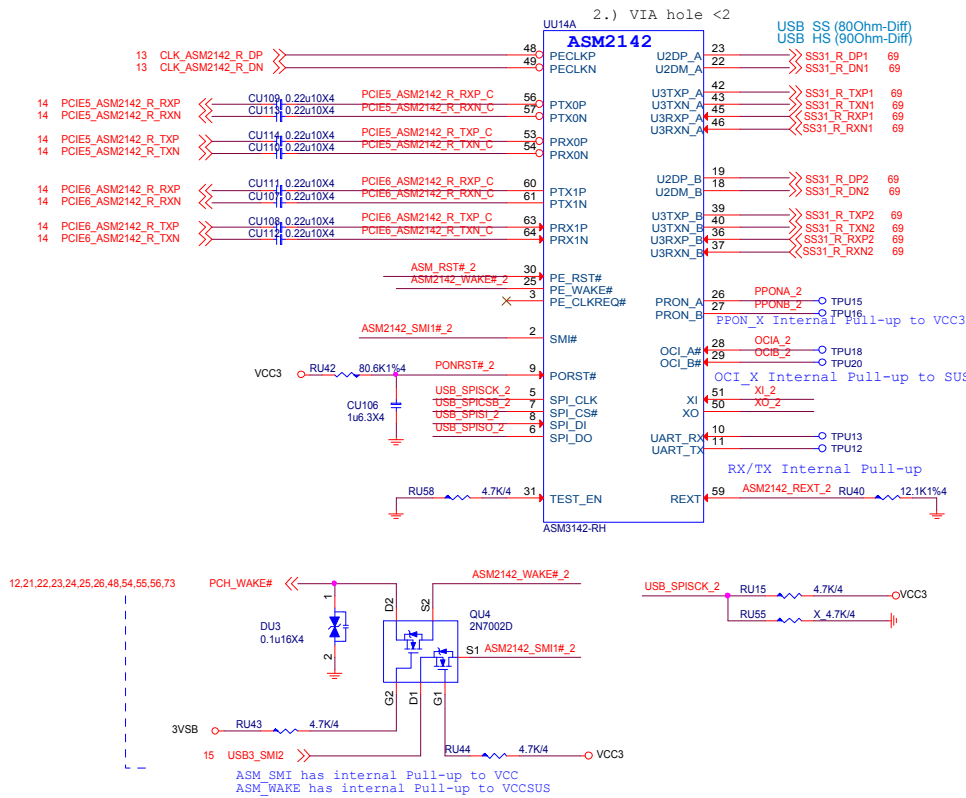 2.) VIA hole <2
UU14A
ASM2142
USB SS (80Ohm-Diff)
USB HS (90Ohm-Diff)
13 CLK_ASM2142_R_DP 48 PECLKP
13 CLK_ASM2142_R_DN 49 PECLKN
14 PCIE5_ASM2142_R_RXP CU109 0.22u10X4 PCIE5_ASM2142_R_RXP_C 56 PTX0P
14 PCIE5_ASM2142_R_RXN CU113 0.22u10X4 PCIE5_ASM2142_R_RXN_C 57 PTX0N
14 PCIE5_ASM2142_R_TXP CU114 0.22u10X4 PCIE5_ASM2142_R_TXP_C 53 PRX0P
14 PCIE5_ASM2142_R_TXN CU110 0.22u10X4 PCIE5_ASM2142_R_TXN_C 54 PRX0N
14 PCIE6_ASM2142_R_RXP CU111 0.22u10X4 PCIE6_ASM2142_R_RXP_C 60 PTX1P
14 PCIE6_ASM2142_R_RXN CU107 0.22u10X4 PCIE6_ASM2142_R_RXN_C 61 PTX1N
14 PCIE6_ASM2142_R_TXP CU108 0.22u10X4 PCIE6_ASM2142_R_TXP_C 63 PRX1P
14 PCIE6_ASM2142_R_TXN CU112 0.22u10X4 PCIE6_ASM2142_R_TXN_C 64 PRX1N
ASM_RST#_2 30 PE_RST#
ASM2142_WAKE#_2 25 PE_WAKE#
3 PE_CLKREQ#
ASM2142_SMI1#_2 2 SMI#
VCC3 RU42 80.6K1%4 PONRST#_2 9 PORST#
CU106
1u6.3X4
USB_SPISCK_2 5 SPI_CLK
USB_SPICSB_2 7 SPI_CS#
USB_SPISI_2 8 SPI_DI
USB_SPISO_2 6 SPI_DO
RU58 4.7K/4 31 TEST_EN
U2DP_A 23 SS31_R_DP1 69
U2DM_A 22 SS31_R_DN1 69
U3TXP_A 42 SS31_R_TXP1 69
U3TXN_A 43 SS31_R_TXN1 69
U3RXP_A 45 SS31_R_RXP1 69
U3RXN_A 46 SS31_R_RXN1 69
U2DP_B 19 SS31_R_DP2 69
U2DM_B 18 SS31_R_DN2 69
U3TXP_B 39 SS31_R_TXP2 69
U3TXN_B 40 SS31_R_TXN2 69
U3RXP_B 36 SS31_R_RXP2 69
U3RXN_B 37 SS31_R_RXN2 69
PRON_A 26 PPONA_2 TPU15
PRON_B 27 PPONB_2 TPU16
PPON_X Internal Pull-up to VCC3
OCI_A# 28 OCIA_2 TPU18
OCI_B# 29 OCIB_2 TPU20
OCI_X Internal Pull-up to SUS
XI 51 XI_2
XO 50 XO_2
UART_RX 10 TPU13
UART_TX 11 TPU12
RX/TX Internal Pull-up
REXT 59 ASM2142_REXT_2 RU40 12.1K1%4
ASM3142-RH
12,21,22,23,24,25,26,48,54,55,56,73 PCH_WAKE#
ASM2142_WAKE#_2
1
DU3
0.1u16X4
2
D2 S2
QU4
2N7002D
S1 ASM2142_SMI1#_2
G2 D1 G1
3VSB RU43 4.7K/4
15 USB3_SMI2
RU44 4.7K/4 VCC3
USB_SPISCK_2 RU15 4.7K/4 VCC3
RU55 X_4.7K/4
ASM_SMI has internal Pull-up to VCC
ASM_WAKE has internal Pull-up to VCCSUS